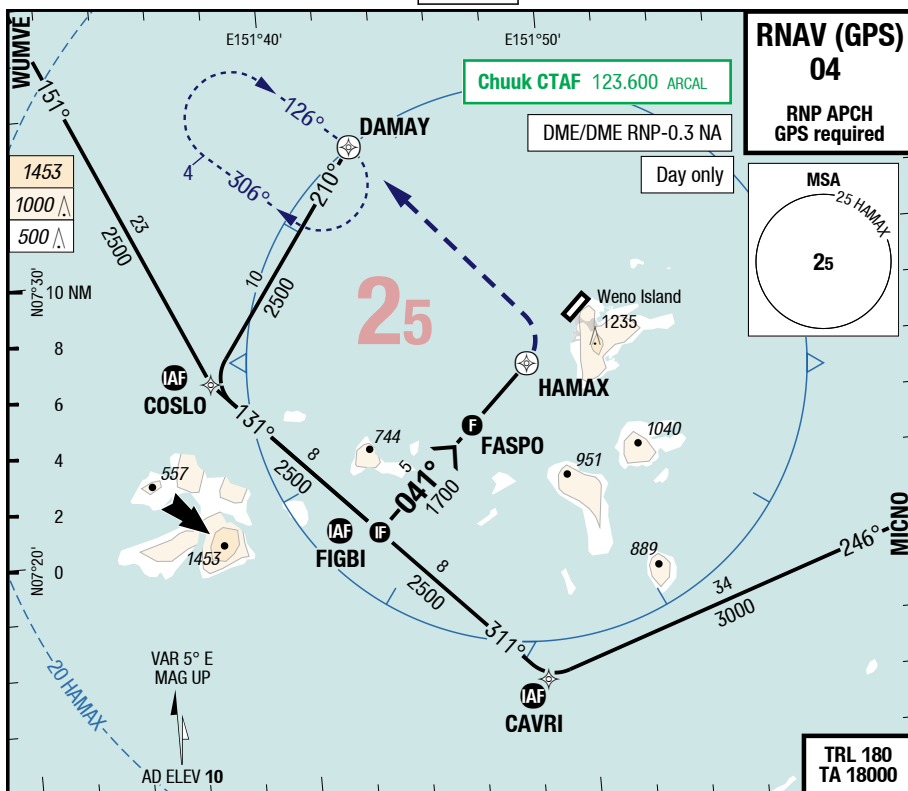 E151°40'
E151°50'
RNAV (GPS)
04
RNP APCH
GPS required
WUMVE
151°
23
2500
Chuuk CTAF 123.600 ARCAL
DME/DME RNP-0.3 NA
Day only
126°
DAMAY
4
306°
210°
10
2500
1453
1000
500
MSA
25 HAMAX
25
N07°30'
10 NM
25
Weno Island
1235
8
HAMAX
IAF
COSLO
6
131°
8
2500
F
FASPO
744
1040
4
5
041°
1700
951
557
2
IAF
IF
FIGBI
1453
MICNO
246°
889
N07°20'
0
8
2500
34
3000
311°
IAF
CAVRI
VAR 5° E
MAG UP
20 HAMAX
AD ELEV 10
TRL 180
TA 18000